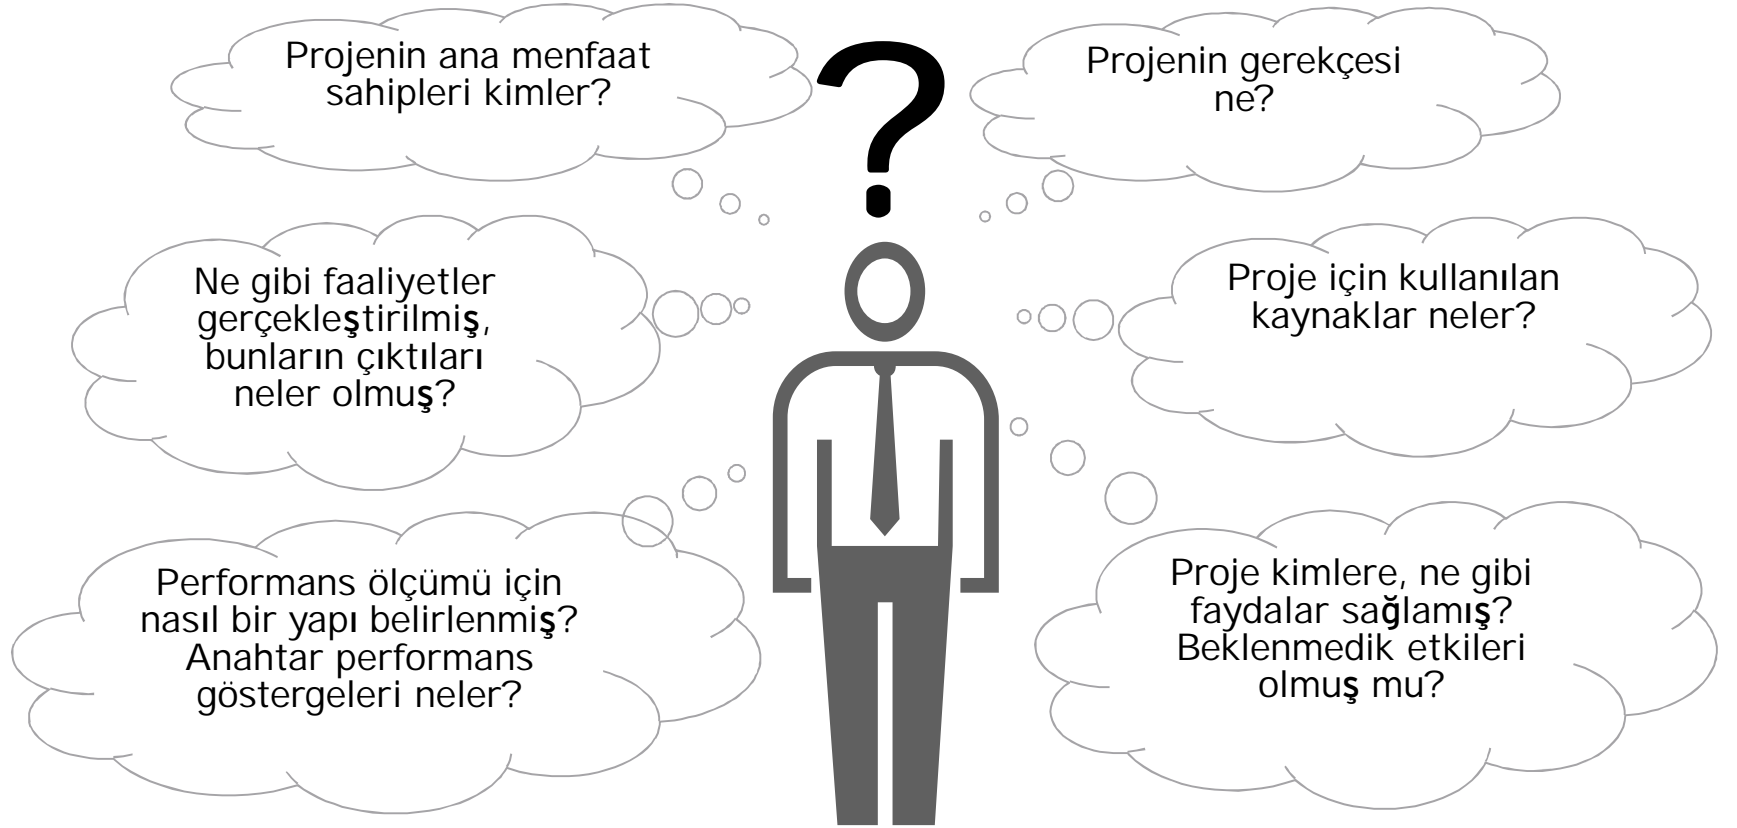 Projenin ana menfaat
sahipleri kimler?
?
Projenin gerekçesi
ne?
Ne gibi faaliyetler
gerçekleştirilmiş,
bunların çıktıları
neler olmuş?
Proje için kullanılan
kaynaklar neler?
Performans ölçümü için
nasıl bir yapı belirlenmiş?
Anahtar performans
göstergeleri neler?
Proje kimlere, ne gibi
faydalar sağlamış?
Beklenmedik etkileri
olmuş mu?